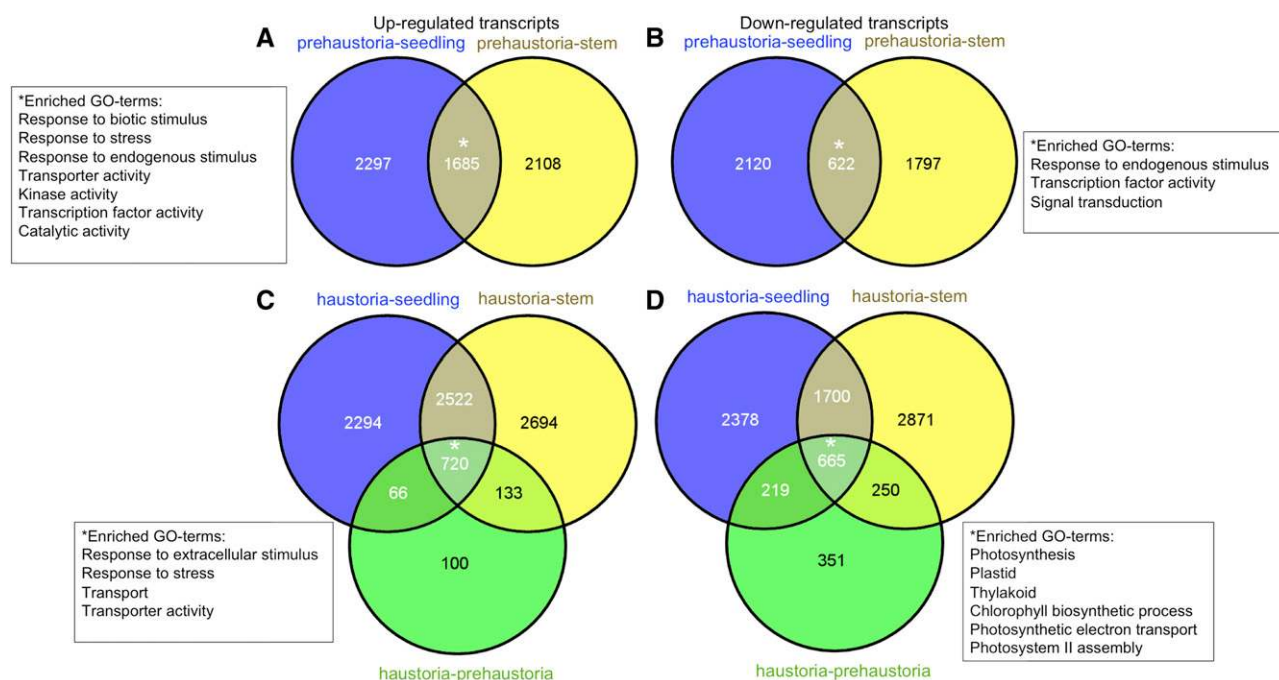 Up-regulated transcripts
Down-regulated transcripts
A
prehaustoria-seedling
prehaustoria-stem
B
prehaustoria-seedling
prehaustoria-stem
*Enriched GO-terms:
Response to biotic stimulus
Response to stress
Response to endogenous stimulus
Transporter activity
Kinase activity
Transcription factor activity
Catalytic activity
2297
*
1685
2108
2120
*
622
1797
*Enriched GO-terms:
Response to endogenous stimulus
Transcription factor activity
Signal transduction
C
haustoria-seedling
haustoria-stem
D
haustoria-seedling
haustoria-stem
2294
2522
2694
*
720
66
133
100
haustoria-prehaustoria
*Enriched GO-terms:
Response to extracellular stimulus
Response to stress
Transport
Transporter activity
2378
1700
2871
*
665
219
250
351
haustoria-prehaustoria
*Enriched GO-terms:
Photosynthesis
Plastid
Thylakoid
Chlorophyll biosynthetic process
Photosynthetic electron transport
Photosystem II assembly